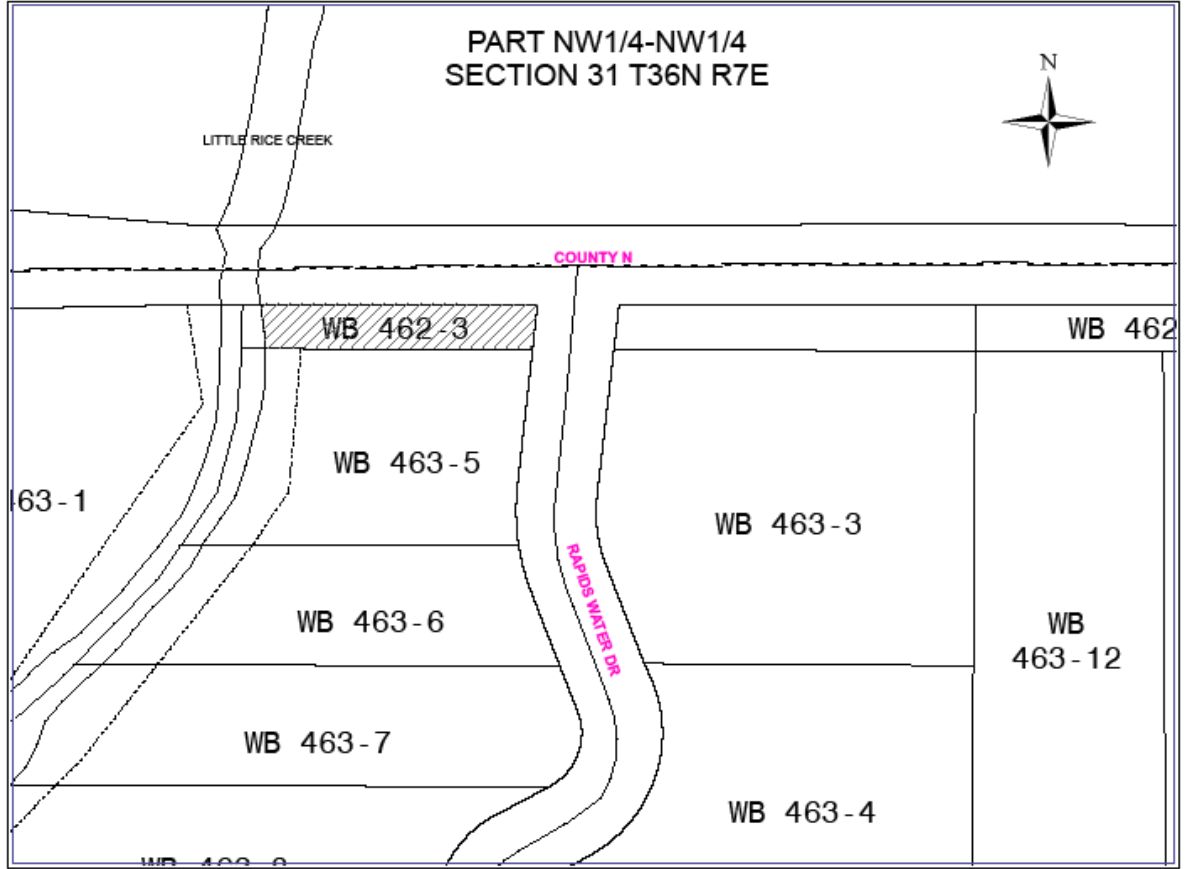 PART NW1/4-NW1/4
SECTION 31 T36N R7E
N
LITTLE RICE CREEK
COUNTY N
WB 462-3
WB 462
WB 463-5
463-1
WB 463-3
RAPIDS WATER DR
WB 463-6
WB
463-12
WB 463-7
WB 463-4